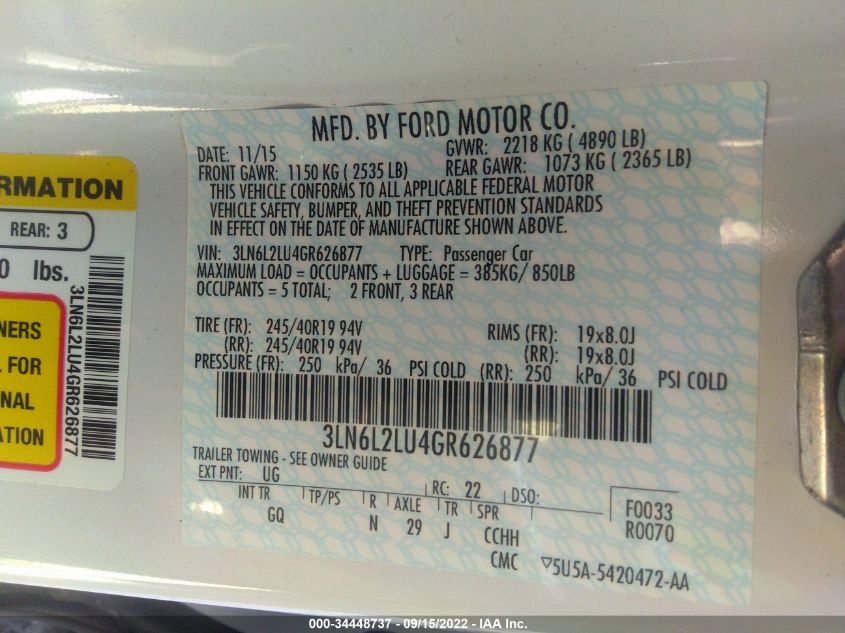 RMATION
REAR: 3
0 lbs.
3LN6L2LU4GR626877
NERS
L FOR
NAL
ATION
MFD. BY FORD MOTOR CO.
DATE: 11/15 GVWR: 2218 KG ( 4890 LB)
FRONT GAWR: 1150 KG ( 2535 LB) REAR GAWR: 1073 KG ( 2365 LB)
THIS VEHICLE CONFORMS TO ALL APPLICABLE FEDERAL MOTOR
VEHICLE SAFETY, BUMPER, AND THEFT PREVENTION STANDARDS
IN EFFECT ON THE DATE OF MANUFACTURE SHOWN ABOVE.
VIN: 3LN6L2LU4GR626877 TYPE: Passenger Car
MAXIMUM LOAD = OCCUPANTS + LUGGAGE = 385KG/ 850LB
OCCUPANTS = 5 TOTAL; 2 FRONT, 3 REAR
TIRE (FR): 245/40R19 94V RIMS (FR): 19x8.0J
(RR): 245/40R19 94V (RR): 19x8.0J
PRESSURE (FR): 250 kPa/ 36 PSI COLD (RR): 250 kPa/ 36 PSI COLD
3LN6L2LU4GR626877
TRAILER TOWING - SEE OWNER GUIDE
EXT PNT: UG RC: 22 DSO:
INT TR TP/PS R AXLE TR SPR F0033
GQ N 29 J CCHH R0070
CMC ▽5U5A-5420472-AA
000-34448737 - 09/15/2022 - IAA Inc.